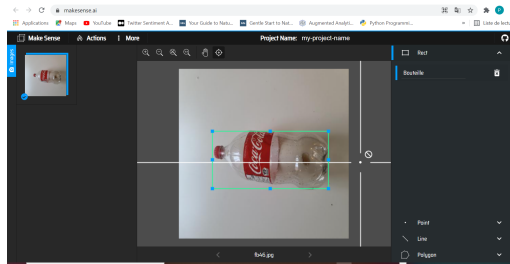 makesense.ai
Applications
Maps
YouTube
Twitter Sentiment A...
Your Guide to Natu...
Gentle Start to Nat...
Augmented Analyti...
Python Programmi...
»
Liste de lectu
Make Sense
Actions
More
Project Name: my-project-name
Images
Rect
Bouteille
Coca-Cola
Point
Line
Polygon
< fb46.jpg >